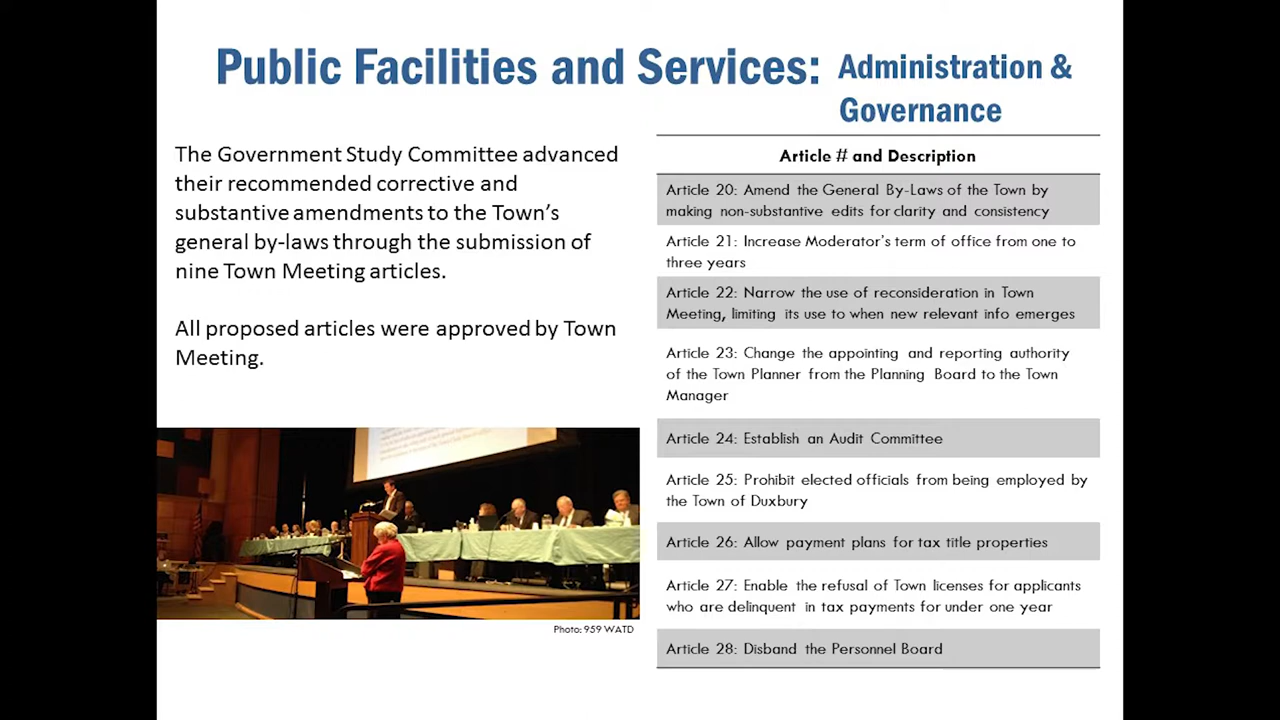 Public Facilities and Services: Administration &
Governance
The Government Study Committee advanced
their recommended corrective and
substantive amendments to the Town's
general by-laws through the submission of
nine Town Meeting articles.
All proposed articles were approved by Town
Meeting.
Photo: 959 WATD
Article # and Description
Article 20: Amend the General By-Laws of the Town by
making non-substantive edits for clarity and consistency
Article 21: Increase Moderator's term of office from one to
three years
Article 22: Narrow the use of reconsideration in Town
Meeting, limiting its use to when new relevant info emerges
Article 23: Change the appointing and reporting authority
of the Town Planner from the Planning Board to the Town
Manager
Article 24: Establish an Audit Committee
Article 25: Prohibit elected officials from being employed by
the Town of Duxbury
Article 26: Allow payment plans for tax title properties
Article 27: Enable the refusal of Town licenses for applicants
who are delinquent in tax payments for under one year
Article 28: Disband the Personnel Board